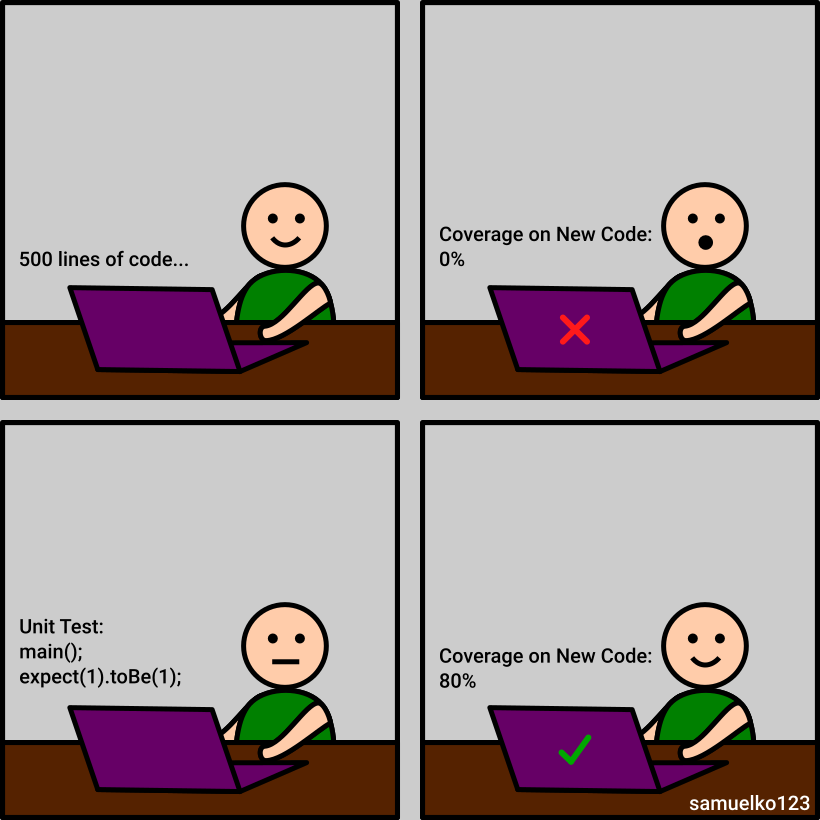 500 lines of code...
Coverage on New Code:
0%
Unit Test:
main();
expect(1).toBe(1);
Coverage on New Code:
80%
samuelko123